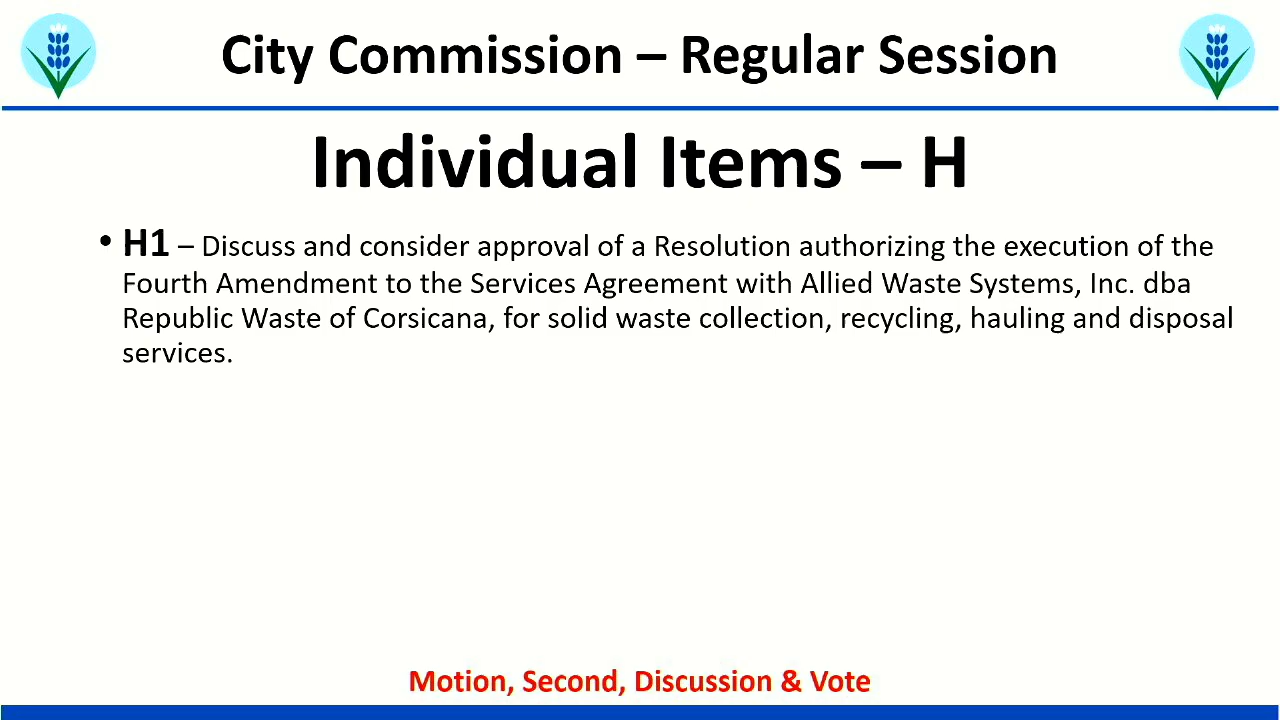 City Commission – Regular Session
Individual Items – H
• H1 – Discuss and consider approval of a Resolution authorizing the execution of the
Fourth Amendment to the Services Agreement with Allied Waste Systems, Inc. dba
Republic Waste of Corsicana, for solid waste collection, recycling, hauling and disposal
services.
Motion, Second, Discussion & Vote